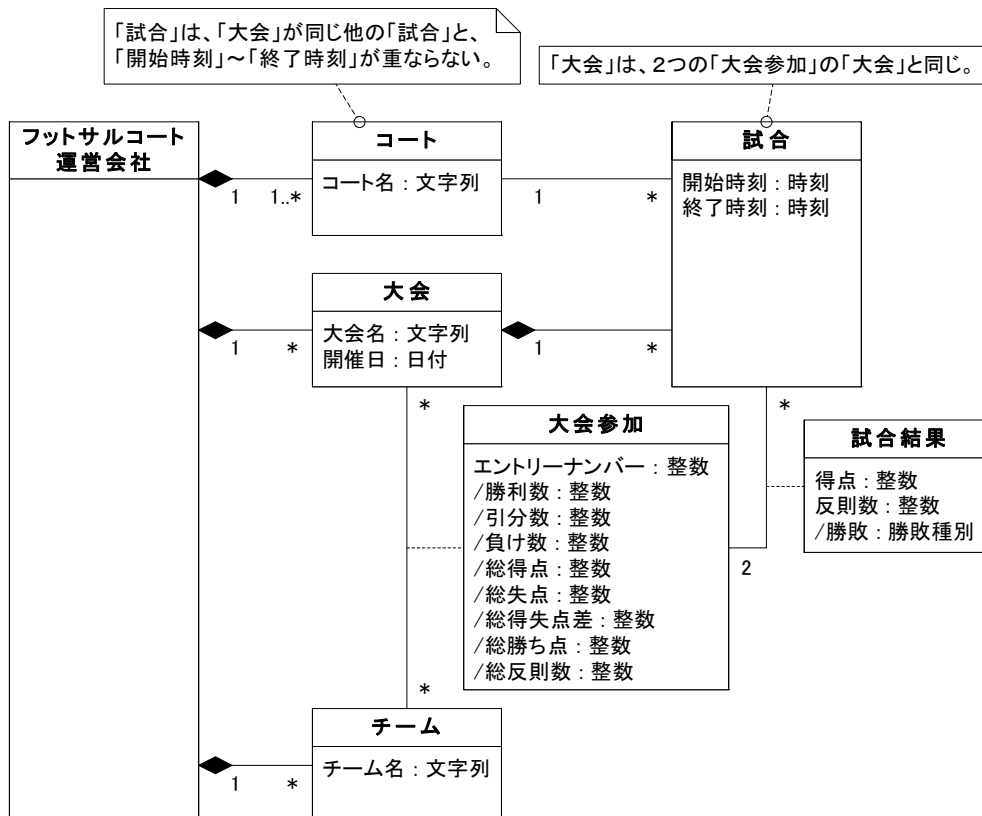 「試合」は、「大会」が同じ他の「試合」と、
「開始時刻」～「終了時刻」が重ならない。
「大会」は、2つの「大会参加」の「大会」と同じ。
フットサルコート
運営会社
コート
コート名：文字列
試合
開始時刻：時刻
終了時刻：時刻
1
1..*
1
*
大会
大会名：文字列
開催日：日付
1
*
1
*
*
*
大会参加
エントリーナンバー：整数
/勝利数：整数
/引分数：整数
/負け数：整数
/総得点：整数
/総失点：整数
/総得失点差：整数
/総勝ち点：整数
/総反則数：整数
試合結果
得点：整数
反則数：整数
/勝敗：勝敗種別
2
*
チーム
チーム名：文字列
1
*